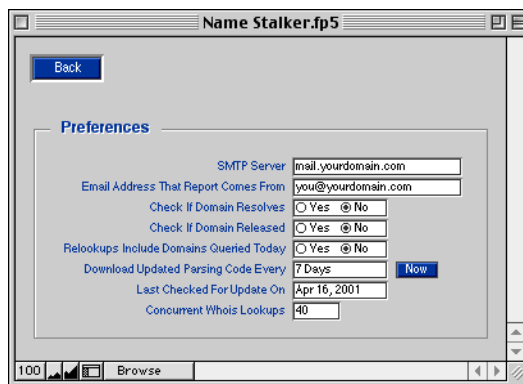 Name Stalker.fp5
Back
Preferences
SMTP Server mail.yourdomain.com
Email Address That Report Comes From you@yourdomain.com
Check If Domain Resolves Yes No
Check If Domain Released Yes No
Relookups Include Domains Queried Today Yes No
Download Updated Parsing Code Every 7 Days Now
Last Checked For Update On Apr 16, 2001
Concurrent Whois Lookups 40
100 Browse